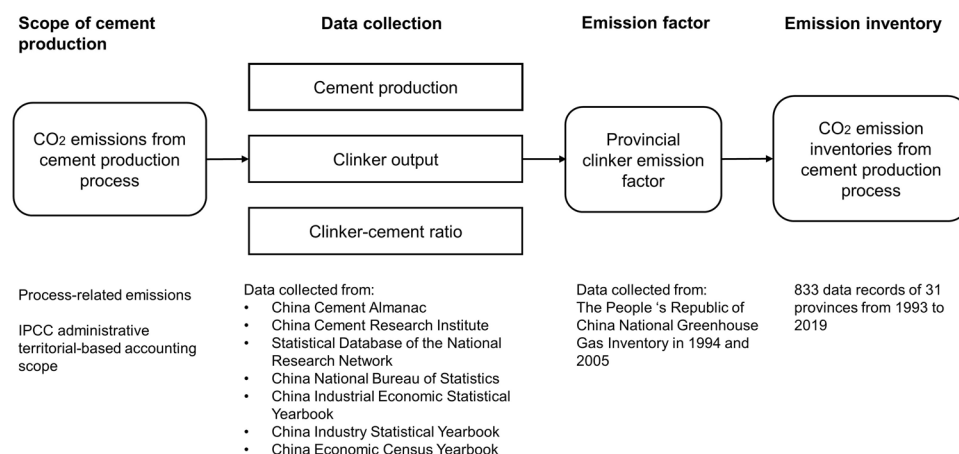 Scope of cement
production
Data collection
Emission factor
Emission inventory
CO2 emissions from
cement production
process
Cement production
Clinker output
Clinker-cement ratio
Provincial
clinker emission
factor
CO2 emission
inventories from
cement production
process
Process-related emissions
IPCC administrative
territorial-based accounting
scope
Data collected from:
• China Cement Almanac
• China Cement Research Institute
• Statistical Database of the National
Research Network
• China National Bureau of Statistics
• China Industrial Economic Statistical
Yearbook
• China Industry Statistical Yearbook
• China Economic Census Yearbook
Data collected from:
The People ‘s Republic of
China National Greenhouse
Gas Inventory in 1994 and
2005
833 data records of 31
provinces from 1993 to
2019